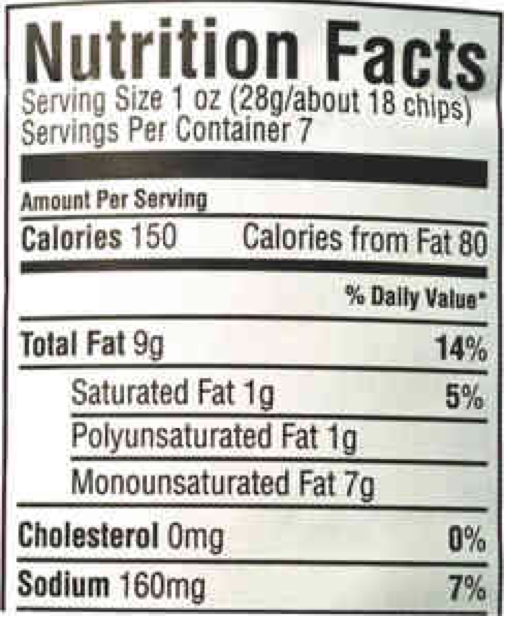 Nutrition Facts
Serving Size 1 oz (28g/about 18 chips)
Servings Per Container 7
Amount Per Serving
Calories 150 Calories from Fat 80
% Daily Value*
Total Fat 9g 14%
Saturated Fat 1g 5%
Polyunsaturated Fat 1g
Monounsaturated Fat 7g
Cholesterol 0mg 0%
Sodium 160mg 7%